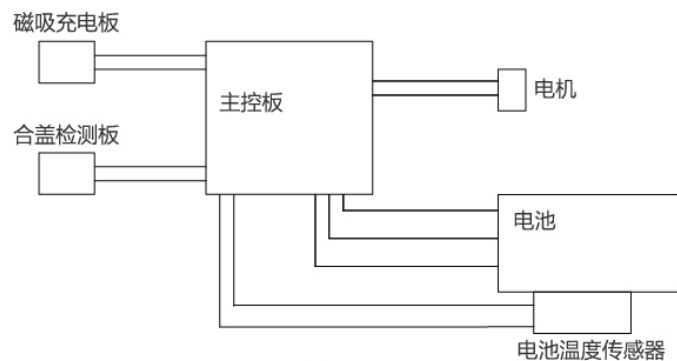 磁吸充电板
主控板
电机
合盖检测板
电池
电池温度传感器